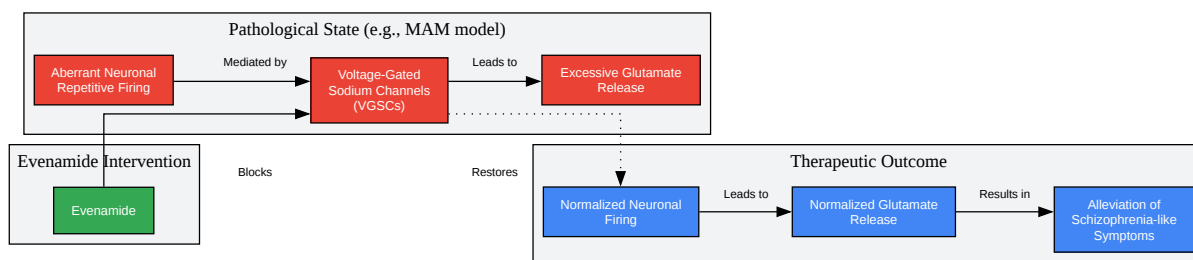 Pathological State (e.g., MAM model)
Aberrant Neuronal
Repetitive Firing
Mediated by
Voltage-Gated
Sodium Channels
(VGSCs)
Leads to
Excessive Glutamate
Release
Evenamide Intervention
Evenamide
Blocks
Restores
Therapeutic Outcome
Normalized Neuronal
Firing
Leads to
Normalized Glutamate
Release
Results in
Alleviation of
Schizophrenia-like
Symptoms